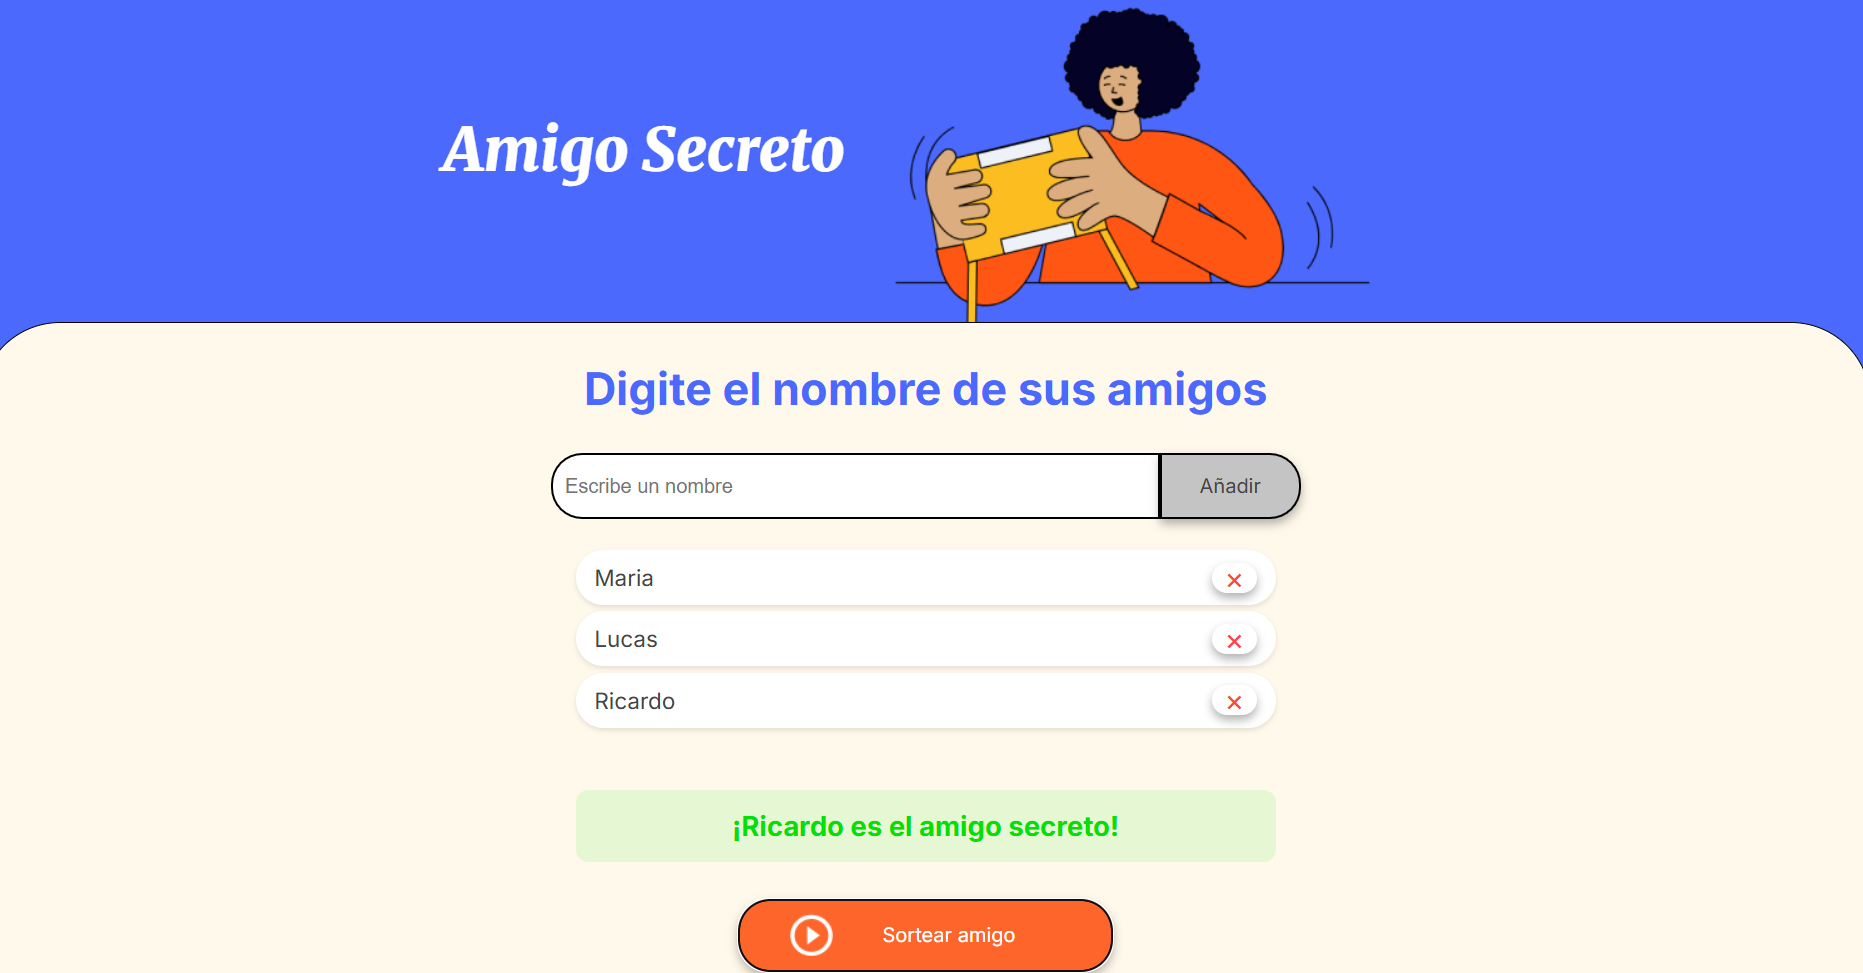 Amigo Secreto
Digite el nombre de sus amigos
Escribe un nombre
Añadir
Maria
Lucas
Ricardo
¡Ricardo es el amigo secreto!
Sortear amigo